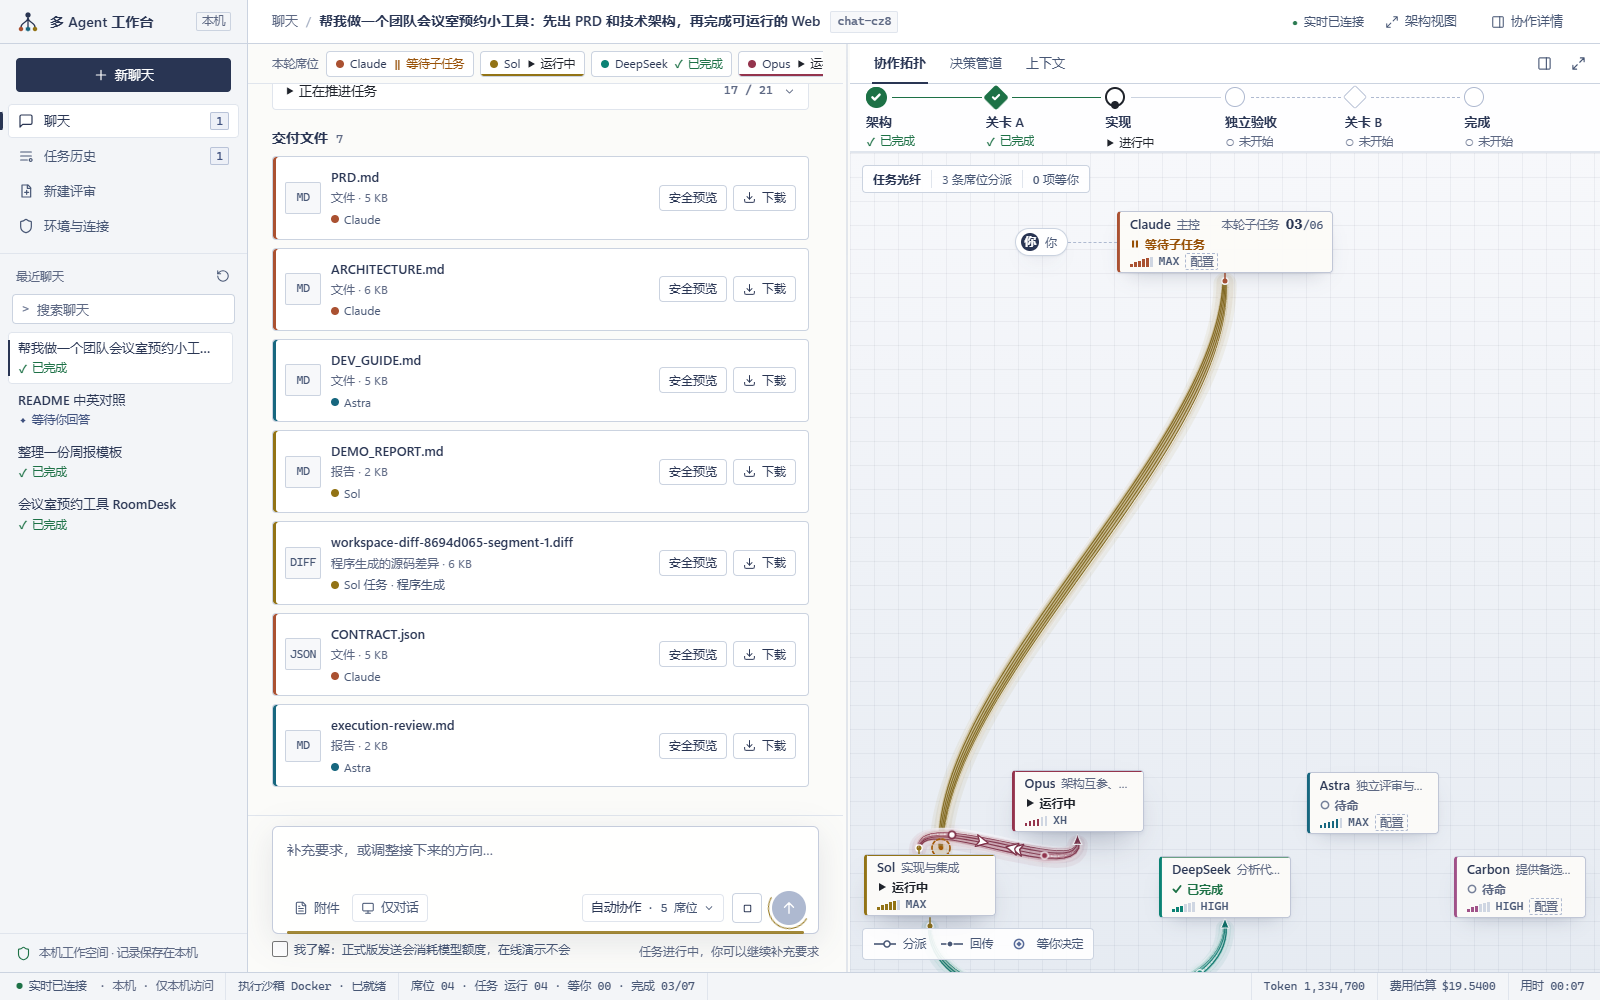 多 Agent 工作台
本机
+ 新聊天
聊天
1
任务历史
1
新建评审
环境与连接
最近聊天
> 搜索聊天
帮我做一个团队会议室预约小工...
✓ 已完成
README 中英对照
等待你回答
整理一份周报模板
✓ 已完成
会议室预约工具 RoomDesk
✓ 已完成
本机工作空间 · 记录保存在本机
聊天 / 帮我做一个团队会议室预约小工具：先出 PRD 和技术架构，再完成可运行的 Web chat-cz8
实时已连接
架构视图
协作详情
本轮席位
Claude 等待子任务
Sol 运行中
DeepSeek ✓ 已完成
Opus 运
正在推进任务
17 / 21
交付文件 7
MD
PRD.md
文件 · 5 KB
Claude
安全预览
下载
MD
ARCHITECTURE.md
文件 · 6 KB
Claude
安全预览
下载
MD
DEV_GUIDE.md
文件 · 5 KB
Astra
安全预览
下载
MD
DEMO_REPORT.md
报告 · 2 KB
Sol
安全预览
下载
DIFF
workspace-diff-8694d065-segment-1.diff
程序生成的源码差异 · 6 KB
Sol 任务 · 程序生成
安全预览
下载
JSON
CONTRACT.json
文件 · 5 KB
Claude
安全预览
下载
MD
execution-review.md
报告 · 2 KB
Astra
安全预览
下载
补充要求，或调整接下来的方向...
附件
仅对话
自动协作 · 5 席位
我了解：正式版发送会消耗模型额度，在线演示不会
任务进行中，你可以继续补充要求
协作拓扑
决策管道
上下文
架构
✓ 已完成
关卡 A
✓ 已完成
实现
进行中
独立验收
未开始
关卡 B
未开始
完成
未开始
任务光纤
3 条席位分派
0 项等你
你 你
Claude 主控 本轮子任务 03/06
等待子任务
MAX 配置
Opus 架构互参、...
运行中
XH
Astra 独立评审与...
待命
MAX 配置
Sol 实现与集成
运行中
MAX
DeepSeek 分析代...
✓ 已完成
HIGH
Carbon 提供备选...
待命
HIGH 配置
分派
回传
等你决定
实时已连接 · 本机 · 仅本机访问
执行沙箱 Docker · 已就绪
席位 04 · 任务 运行 04 · 等你 00 · 完成 03/07
Token 1,334,700
费用估算 $19.5400
用时 00:07